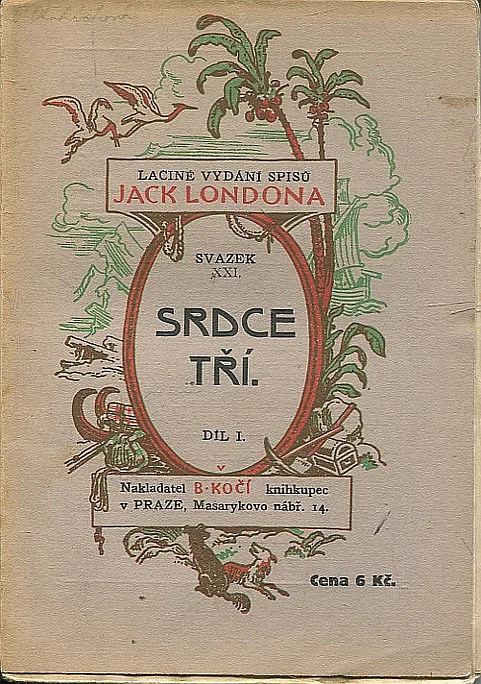 LACINÉ VYDÁNÍ SPISŮ
JACK LONDONA
SVAZEK
XXI.
SRDCE
TŘÍ.
DÍL I.
Nakladatel B·KOČÍ knihkupec
v PRAZE, Masarykovo nábř. 14.
Cena 6 Kč.